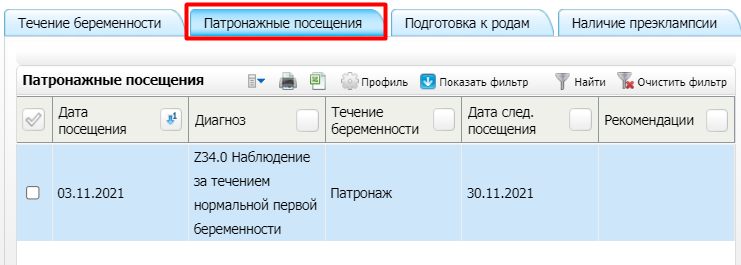 Течение беременности Патронажные посещения Подготовка к родам Наличие преэклампсии
Патронажные посещения Профиль Показать фильтр Найти Очистить фильтр
Дата посещения Диагноз Течение беременности Дата след. посещения Рекомендации
03.11.2021
Z34.0 Наблюдение
за течением
нормальной первой
беременности
Патронаж
30.11.2021